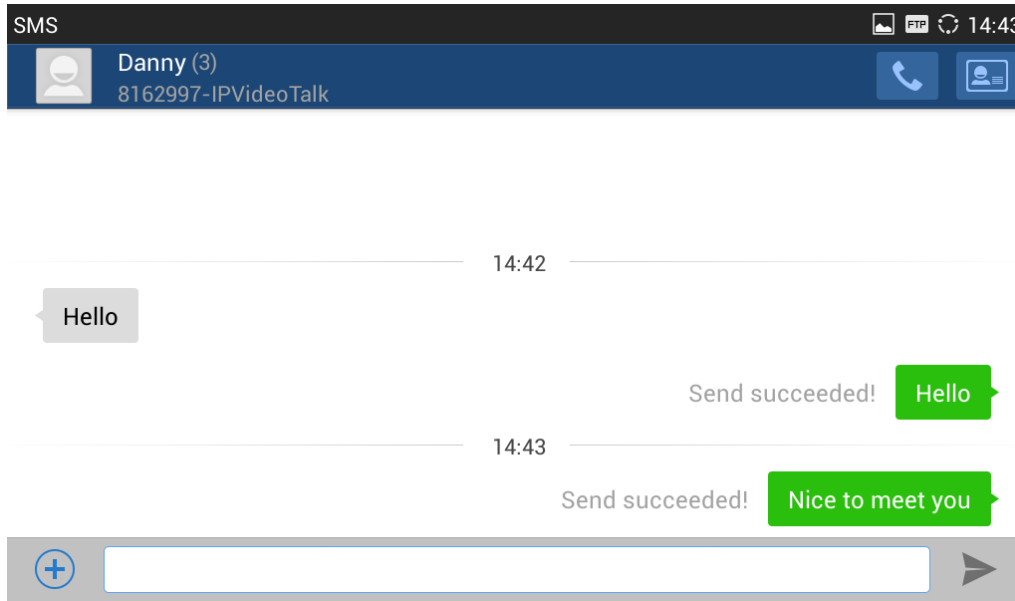 SMS
FTP 14:43
Danny (3)
8162997-IPVideoTalk
14:42
Hello
Send succeeded! Hello
14:43
Send succeeded! Nice to meet you